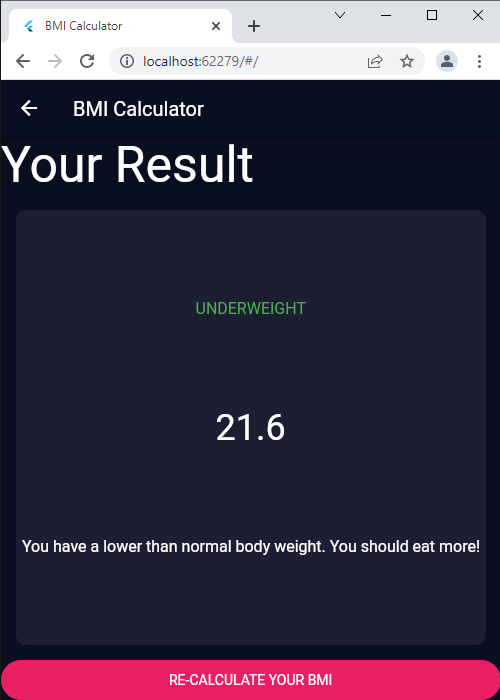 BMI Calculator
localhost:62279/#/
BMI Calculator
Your Result
UNDERWEIGHT
21.6
You have a lower than normal body weight. You should eat more!
RE-CALCULATE YOUR BMI